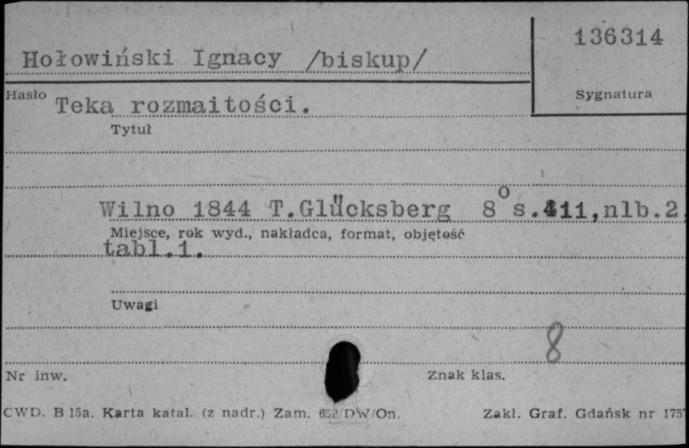 136314
Hołowiński Ignacy /biskup/
Hasło
Sygnatura
Teka rozmaitości.
Tytuł
Wilno 1844 T.Glücksberg 8° s.411,nlb.2,
Miejsce, rok wyd., nakładca, format, objętość
tabl.1.
Uwagi
8
Nr inw.
Znak klas.
CWD. B 15a. Karta katal. (z nadr.) Zam. /DW/On.
Zakł. Graf. Gdańsk nr